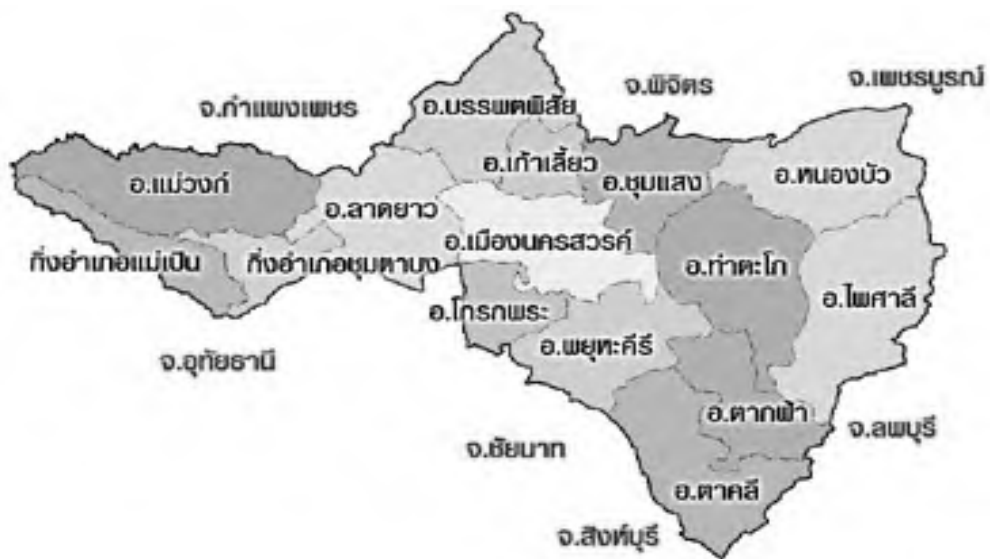 จ.เพชรบูรณ์
จ.พิจิตร
จ.กำแพงเพชร
อ.บรรพตพิสัย
อ.เก้าเลี้ยว
อ.หนองบัว
อ.แม่วงก์
อ.ชุมแสง
อ.ลาดยาว
อ.เมืองนครสวรค์
กิ่งอำเภอแม่เปิน
กิ่งอำเภอชุมตาบง
อ.ท่าตะโก
อ.ไพศาลี
อ.โกรกพระ
อ.พยุหะคีรี
จ.อุทัยธานี
อ.ตากฟ้า
จ.ลพบุรี
จ.ชัยนาท
อ.ตาคลี
จ.สิงห์บุรี